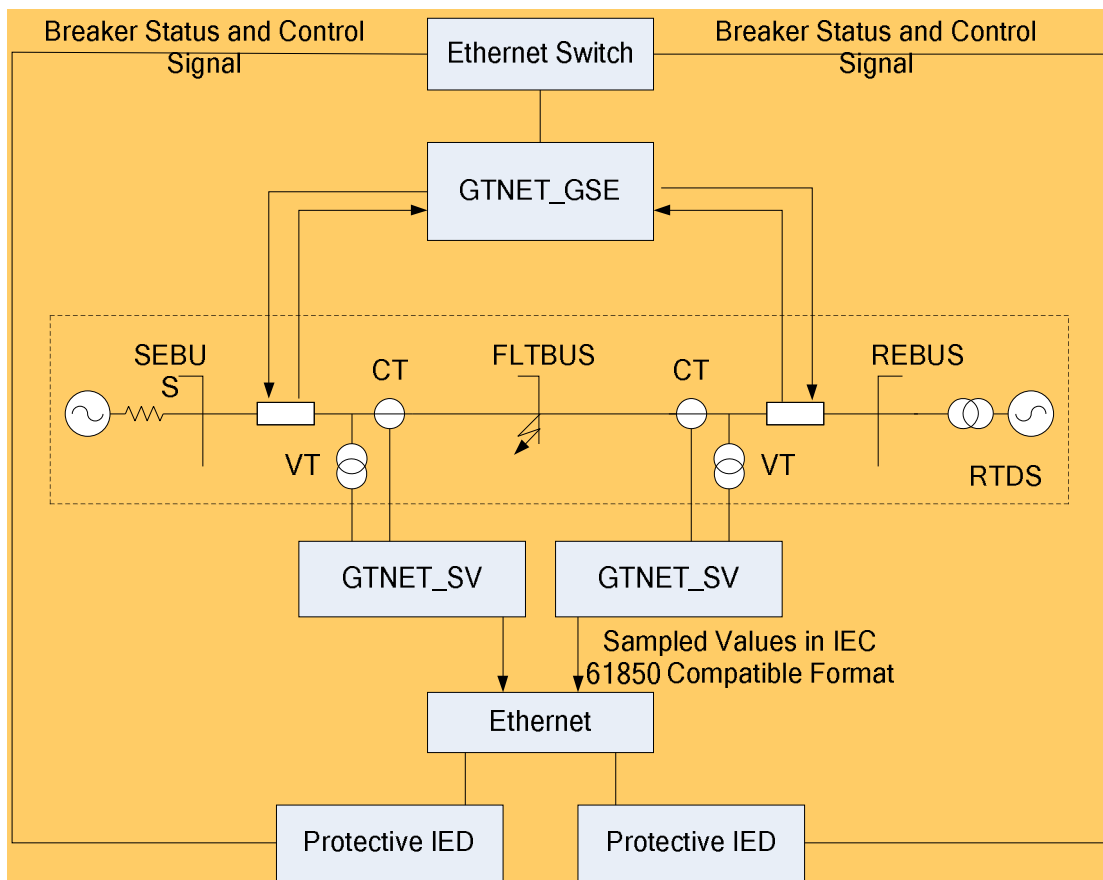 Breaker Status and Control
Signal
Ethernet Switch
Breaker Status and Control
Signal
GTNET_GSE
SEBU
S
CT
FLTBUS
CT
REBUS
VT
VT
RTDS
GTNET_SV
GTNET_SV
Sampled Values in IEC
61850 Compatible Format
Ethernet
Protective IED
Protective IED